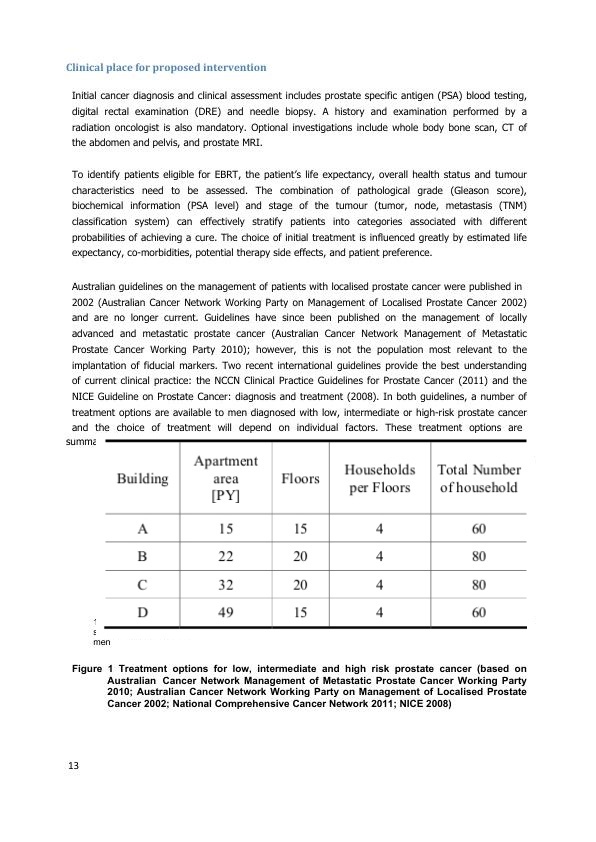 Clinical place for proposed intervention
Initial cancer diagnosis and clinical assessment includes prostate specific antigen (PSA) blood testing,
digital rectal examination (DRE) and needle biopsy. A history and examination performed by a
radiation oncologist is also mandatory. Optional investigations include whole body bone scan, CT of
the abdomen and pelvis, and prostate MRI.
To identify patients eligible for EBRT, the patient's life expectancy, overall health status and tumour
characteristics need to be assessed. The combination of pathological grade (Gleason score),
biochemical information (PSA level) and stage of the tumour (tumor, node, metastasis (TNM)
classification system) can effectively stratify patients into categories associated with different
probabilities of achieving a cure. The choice of initial treatment is influenced greatly by estimated life
expectancy, co-morbidities, potential therapy side effects, and patient preference.
Australian guidelines on the management of patients with localised prostate cancer were published in
2002 (Australian Cancer Network Working Party on Management of Localised Prostate Cancer 2002)
and are no longer current. Guidelines have since been published on the management of locally
advanced and metastatic prostate cancer (Australian Cancer Network Management of Metastatic
Prostate Cancer Working Party 2010); however, this is not the population most relevant to the
implantation of fiducial markers. Two recent international guidelines provide the best understanding
of current clinical practice: the NCCN Clinical Practice Guidelines for Prostate Cancer (2011) and the
NICE Guideline on Prostate Cancer: diagnosis and treatment (2008). In both guidelines, a number of
treatment options are available to men diagnosed with low, intermediate or high-risk prostate cancer
and the choice of treatment will depend on individual factors. These treatment options are
summa
Building Apartment area [PY] Floors Households per Floors Total Number of household
A 15 15 4 60
B 22 20 4 80
C 32 20 4 80
D 49 15 4 60
men
Figure 1 Treatment options for low, intermediate and high risk prostate cancer (based on
Australian Cancer Network Management of Metastatic Prostate Cancer Working Party
2010; Australian Cancer Network Working Party on Management of Localised Prostate
Cancer 2002; National Comprehensive Cancer Network 2011; NICE 2008)
13